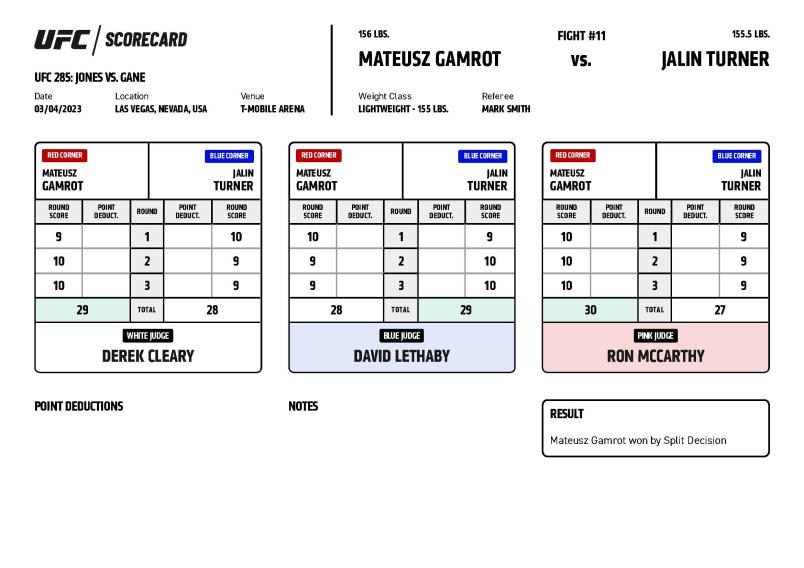 UFC SCORECARD
UFC 285: JONES VS. GANE
Date Location Venue
03/04/2023 LAS VEGAS, NEVADA, USA T-MOBILE ARENA
156 LBS. FIGHT #11 155.5 LBS.
MATEUSZ GAMROT VS. JALIN TURNER
Weight Class Referee
LIGHTWEIGHT - 155 LBS. MARK SMITH
RED CORNER BLUE CORNER
MATEUSZ GAMROT JALIN TURNER
ROUND SCORE POINT DEDUCT. ROUND POINT DEDUCT. ROUND SCORE
9 1 10
10 2 9
10 3 9
29 TOTAL 28
WHITE JUDGE
DEREK CLEARY
RED CORNER BLUE CORNER
MATEUSZ GAMROT JALIN TURNER
ROUND SCORE POINT DEDUCT. ROUND POINT DEDUCT. ROUND SCORE
10 1 9
9 2 10
9 3 10
28 TOTAL 29
BLUE JUDGE
DAVID LETHABY
RED CORNER BLUE CORNER
MATEUSZ GAMROT JALIN TURNER
ROUND SCORE POINT DEDUCT. ROUND POINT DEDUCT. ROUND SCORE
10 1 9
10 2 9
10 3 9
30 TOTAL 27
PINK JUDGE
RON MCCARTHY
POINT DEDUCTIONS
NOTES
RESULT
Mateusz Gamrot won by Split Decision